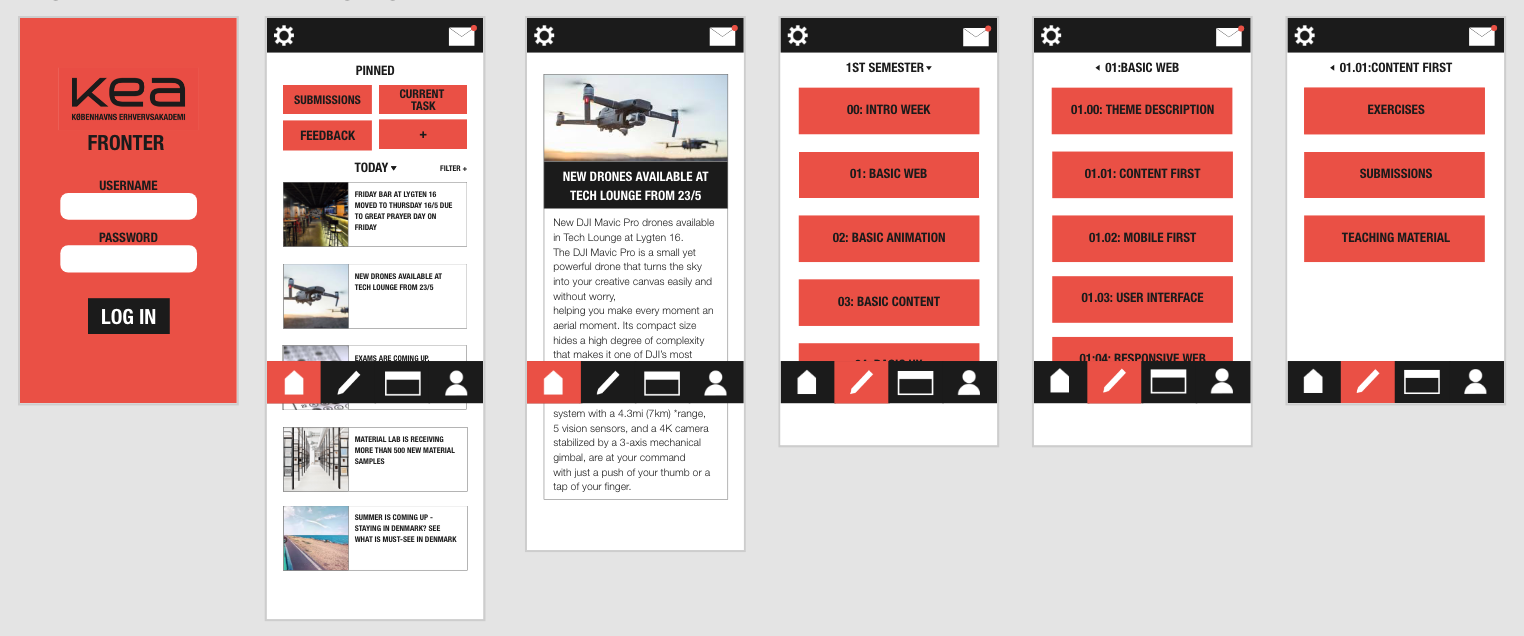 kea
KØBENHAVNS ERHVERVSAKADEMI
FRONTER
USERNAME
PASSWORD
LOG IN
PINNED
SUBMISSIONS
CURRENT
TASK
FEEDBACK
+
TODAY
FILTER +
FRIDAY BAR AT LYGTEN 16
MOVED TO THURSDAY 16/5 DUE
TO GREAT PRAYER DAY ON
FRIDAY
NEW DRONES AVAILABLE AT
TECH LOUNGE FROM 23/5
EXAMS ARE COMING UP,
MATERIAL LAB IS RECEIVING
MORE THAN 500 NEW MATERIAL
SAMPLES
SUMMER IS COMING UP -
STAYING IN DENMARK? SEE
WHAT IS MUST-SEE IN DENMARK
NEW DRONES AVAILABLE AT
TECH LOUNGE FROM 23/5
New DJI Mavic Pro drones available
in Tech Lounge at Lygten 16.
The DJI Mavic Pro is a small yet
powerful drone that turns the sky
into your creative canvas easily and
without worry,
helping you make every moment an
aerial moment. Its compact size
hides a high degree of complexity
that makes it one of DJI's most
system with a 4.3mi (7km) *range,
5 vision sensors, and a 4K camera
stabilized by a 3-axis mechanical
gimbal, are at your command
with just a push of your thumb or a
tap of your finger.
1ST SEMESTER
00: INTRO WEEK
01: BASIC WEB
02: BASIC ANIMATION
03: BASIC CONTENT
01:BASIC WEB
01.00: THEME DESCRIPTION
01.01: CONTENT FIRST
01.02: MOBILE FIRST
01.03: USER INTERFACE
01:04: RESPONSIVE WEB
01.01:CONTENT FIRST
EXERCISES
SUBMISSIONS
TEACHING MATERIAL